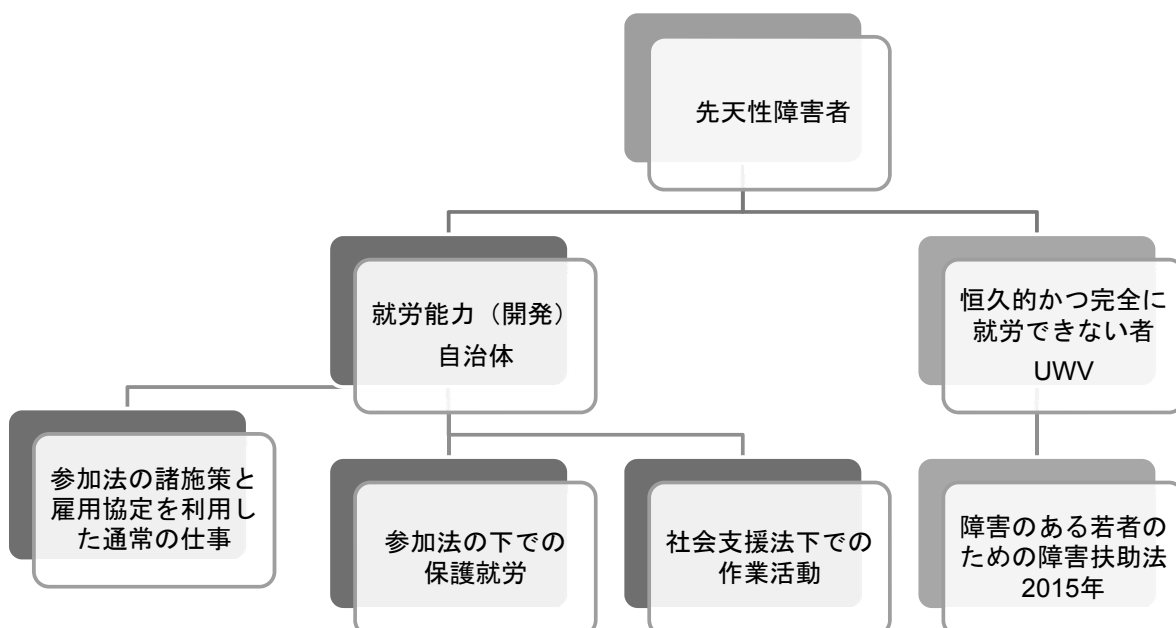 先天性障害者
就労能力（開発）
自治体
恒久的かつ完全に
就労できない者
UWV
参加法の諸施策と
雇用協定を利用し
た通常の仕事
参加法の下での
保護就労
社会支援法下での
作業活動
障害のある若者の
ための障害扶助法
2015年